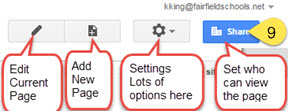 kking@fairfieldschools.net
Share
9
Edit
Current
Page
Add
New
Page
Settings
Lots of
options here
Set who
can view
the page